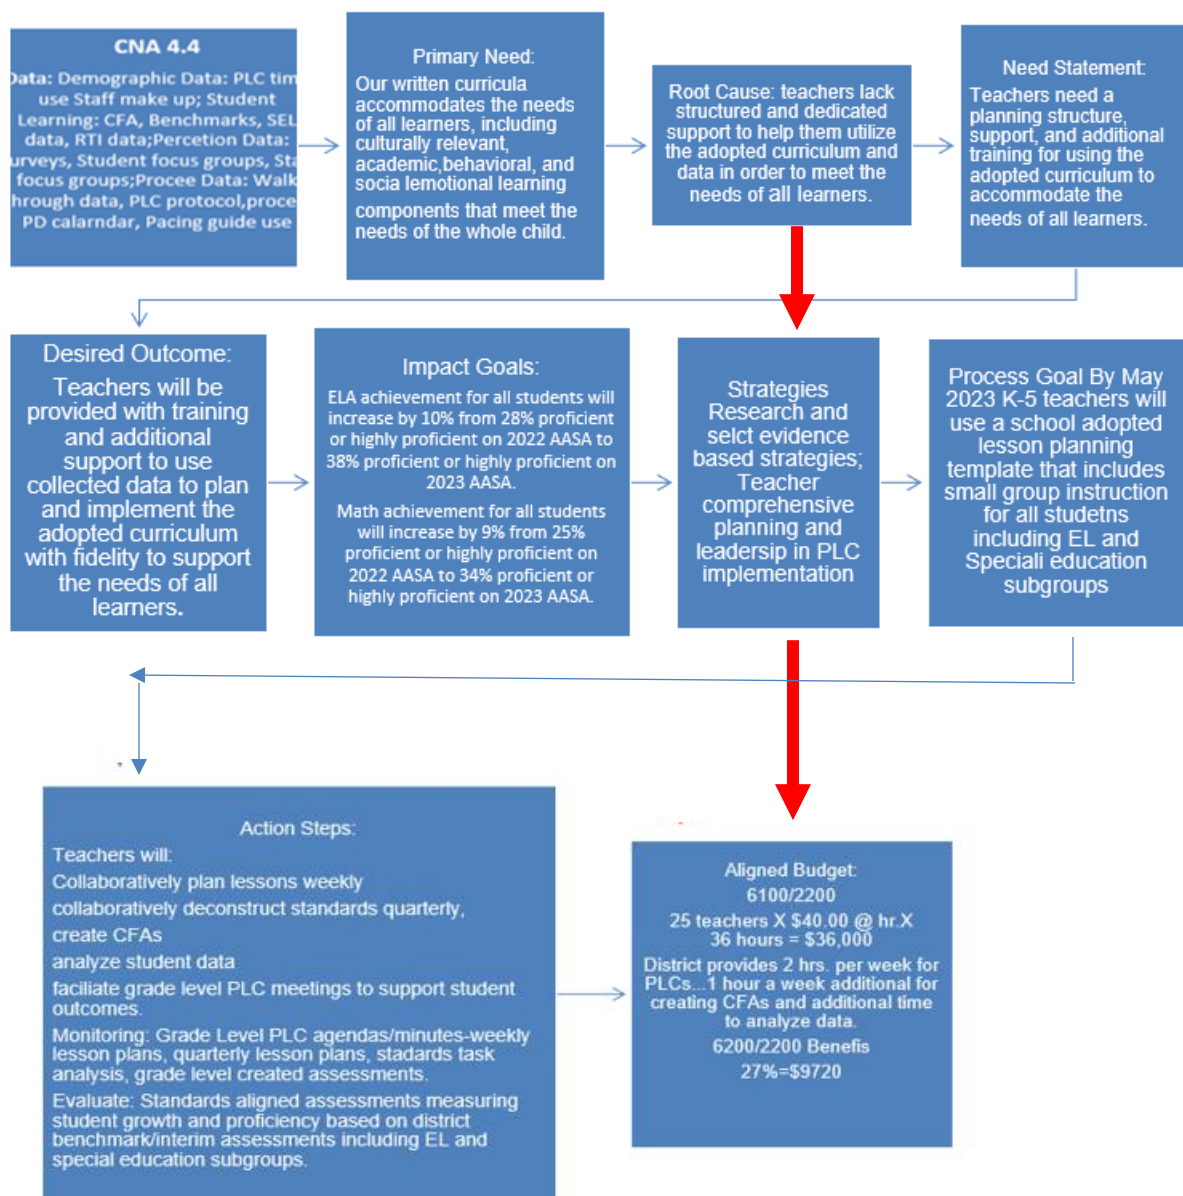 CNA 4.4
Data: Demographic Data: PLC tim
use Staff make up; Student
Learning: CFA, Benchmarks, SEL
data, RTI data;Percetion Data:
urveys, Student focus groups, Sta
focus groups;Procee Data: Walk
hrough data, PLC protocol,proce
PD calarndar, Pacing guide use
Primary Need:
Our written curricula
accommodates the needs
of all learners, including
culturally relevant,
academic,behavioral, and
socia lemotional learning
components that meet the
needs of the whole child.
Root Cause: teachers lack
structured and dedicated
support to help them utilize
the adopted curriculum and
data in order to meet the
needs of all learners.
Need Statement:
Teachers need a
planning structure,
support, and additional
training for using the
adopted curriculum to
accommodate the
needs of all learners.
Desired Outcome:
Teachers will be
provided with training
and additional
support to use
collected data to plan
and implement the
adopted curriculum
with fidelity to support
the needs of all
learners.
Impact Goals:
ELA achievement for all students will
increase by 10% from 28% proficient
or highly proficient on 2022 AASA to
38% proficient or highly proficient on
2023 AASA.
Math achievement for all students
will increase by 9% from 25%
proficient or highly proficient on
2022 AASA to 34% proficient or
highly proficient on 2023 AASA.
Strategies
Research and
selct evidence
based strategies;
Teacher
comprehensive
planning and
leadersip in PLC
implementation
Process Goal By May
2023 K-5 teachers will
use a school adopted
lesson planning
template that includes
small group instruction
for all studetns
including EL and
Speciali education
subgroups
Action Steps:
Teachers will:
Collaboratively plan lessons weekly
collaboratively deconstruct standards quarterly,
create CFAs
analyze student data
faciliate grade level PLC meetings to support student
outcomes.
Monitoring: Grade Level PLC agendas/minutes-weekly
lesson plans, quarterly lesson plans, stadards task
analysis, grade level created assessments.
Evaluate: Standards aligned assessments measuring
student growth and proficiency based on district
benchmark/interim assessments including EL and
special education subgroups.
Aligned Budget:
6100/2200
25 teachers X $40.00 @ hr.X
36 hours = $36,000
District provides 2 hrs. per week for
PLCs...1 hour a week additional for
creating CFAs and additional time
to analyze data.
6200/2200 Benefis
27%=$9720